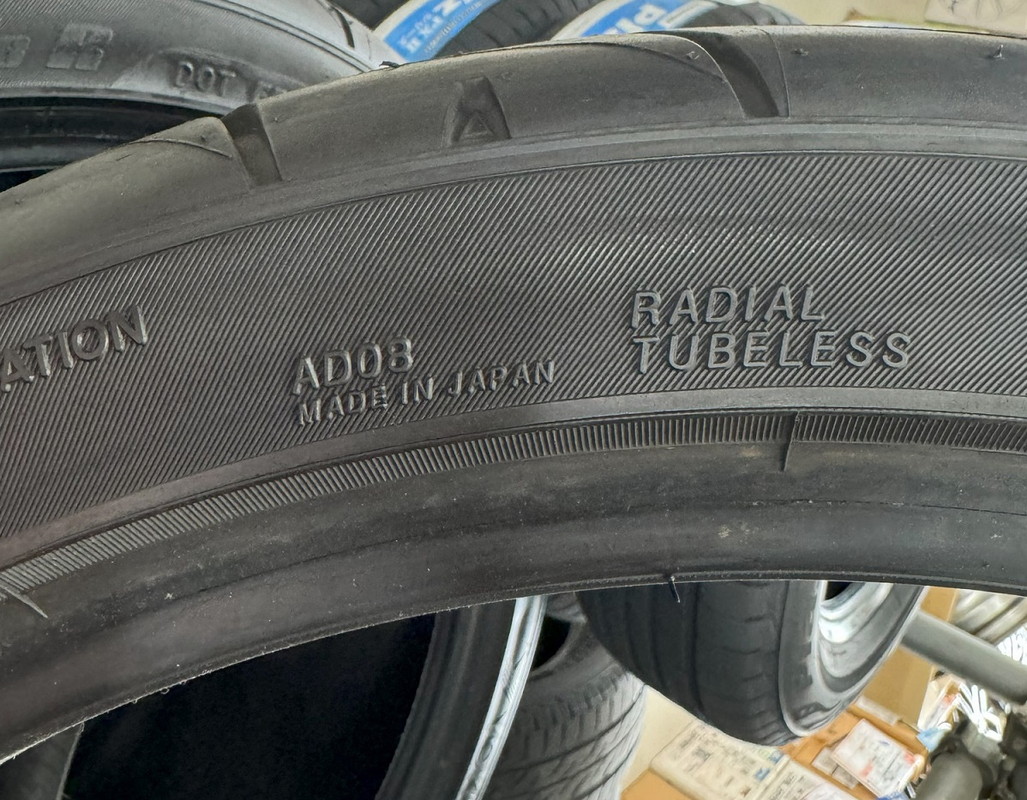 DOT
ATION
AD08
MADE IN JAPAN
RADIAL
TUBELESS